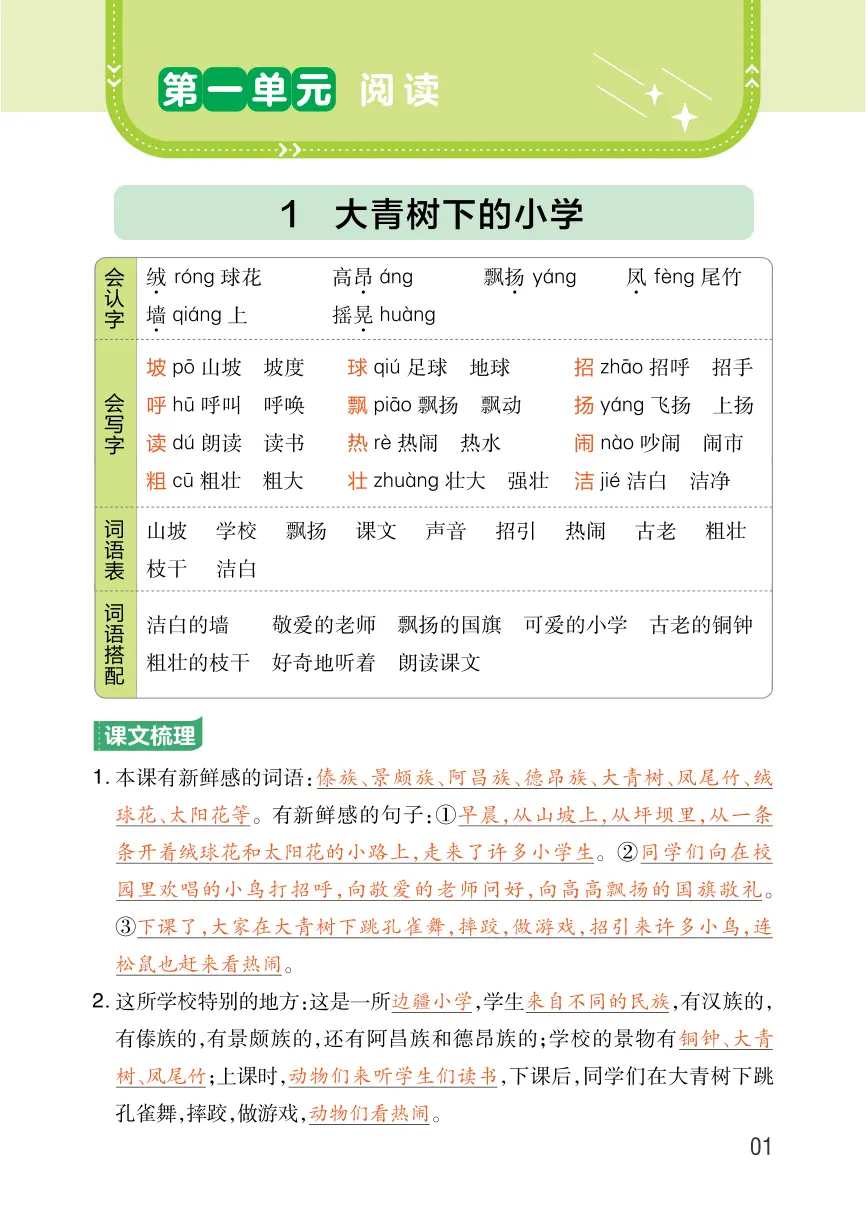 第一单元 阅读
1 大青树下的小学
会认字
绒 róng 球花 高昂 áng 飘扬 yáng 凤 fèng 尾竹
墙 qiáng 上 摇晃 huàng
会写字
坡 pō 山坡 坡度 球 qiú 足球 地球 招 zhāo 招呼 招手
呼 hū 呼叫 呼唤 飘 piāo 飘扬 飘动 扬 yáng 飞扬 上扬
读 dú 朗读 读书 热 rè 热闹 热水 闹 nào 吵闹 闹市
粗 cū 粗壮 粗大 壮 zhuàng 壮大 强壮 洁 jié 洁白 洁净
词语表
山坡 学校 飘扬 课文 声音 招引 热闹 古老 粗壮
枝干 洁白
词语搭配
洁白的墙 敬爱的老师 飘扬的国旗 可爱的小学 古老的铜钟
粗壮的枝干 好奇地听着 朗读课文
课文梳理
1. 本课有新鲜感的词语:傣族、景颇族、阿昌族、德昂族、大青树、凤尾竹、绒
球花、太阳花等。有新鲜感的句子:①早晨,从山坡上,从坪坝里,从一条
条开着绒球花和太阳花的小路上,走来了许多小学生。②同学们向在校
园里欢唱的小鸟打招呼,向敬爱的老师问好,向高高飘扬的国旗敬礼。
③下课了,大家在大青树下跳孔雀舞,摔跤,做游戏,招引来许多小鸟,连
松鼠也赶来看热闹。
2. 这所学校特别的地方:这是一所边疆小学,学生来自不同的民族,有汉族的,
有傣族的,有景颇族的,还有阿昌族和德昂族的;学校的景物有铜钟、大青
树、凤尾竹;上课时,动物们来听学生们读书,下课后,同学们在大青树下跳
孔雀舞,摔跤,做游戏,动物们看热闹。
01